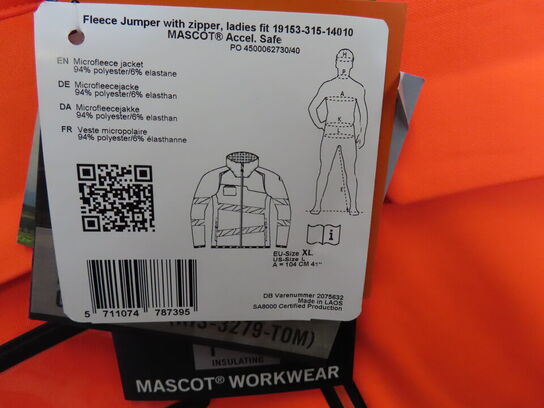 Fleece Jumper with zipper, ladies fit 19153-315-14010
MASCOT® Accel. Safe
PO 4500062730/40
EN Microfleece jacket
94% polyester/6% elastane
DE Microfleecejacke
94% polyester/6% elasthan
DA Microfleecejakke
94% polyester/6% elasthan
FR Veste micropolaire
94% polyester/6% élasthanne
H
P
A
K
L
EU-Size XL
US-Size L
A = 104 CM 41"
DB Varenummer 2075632
Made in LAOS
SA8000 Certified Production
5 711074 787395
-3279-TOM)
INSULATING
MASCOT® WORKWEAR